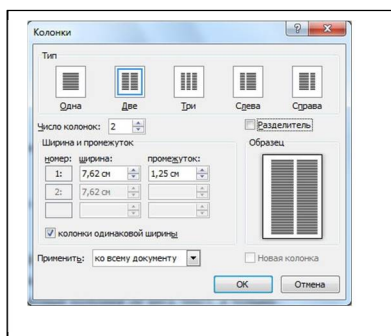 Колонки
Тип
Одна Две Три Слева Справа
Число колонок: 2 Разделитель
Ширина и промежуток Образец
номер: ширина: промежуток:
1: 7,62 см 1,25 см
2: 7,62 см
колонки одинаковой ширины
Применить: ко всему документу Новая колонка
ОК Отмена